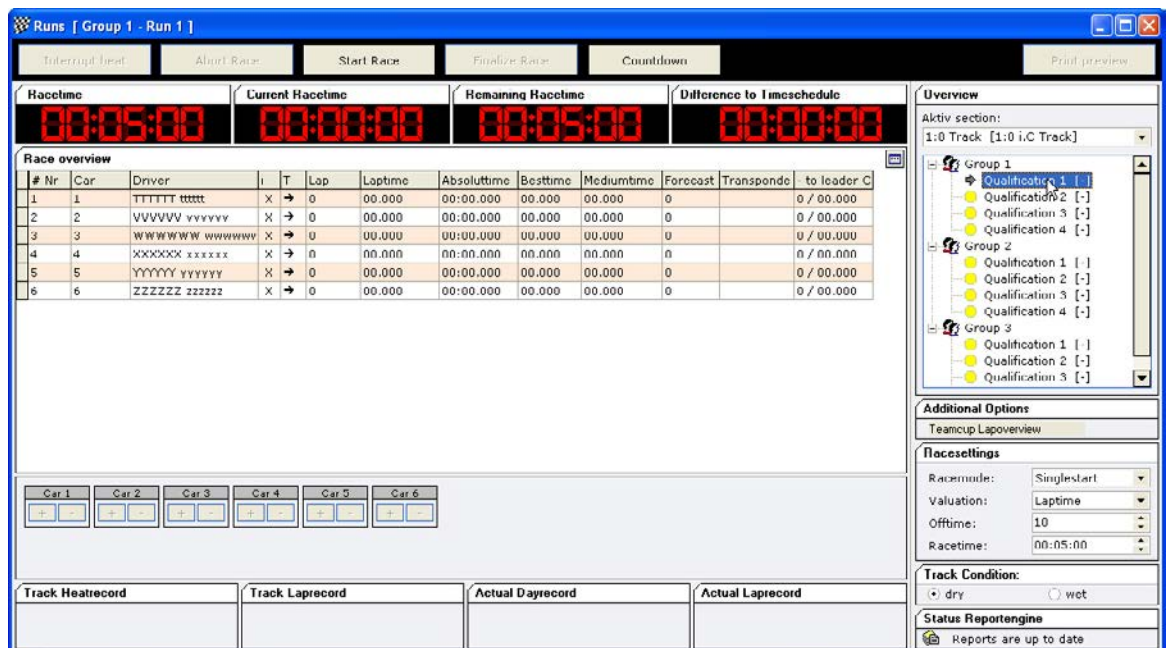 Runs [ Group 1 - Run 1 ]
Interrupt heat Abort Race Start Race Finalize Race Countdown Print preview
Racetime Current Racetime Remaining Racetime Difference to Timeschedule
00:05:00 00:00:00 00:05:00 00:00:00
Race overview
# Nr Car Driver T Lap Laptime Absoluttime Besttime Mediumtime Forecast Transponde - to leader C
1 1 TTTTTT tttttt X → 0 00.000 00:00.000 00.000 00.000 0 0 / 00.000
2 2 VVVVVV vvvvvv X → 0 00.000 00:00.000 00.000 00.000 0 0 / 00.000
3 3 WWWWWW wwwwww X → 0 00.000 00:00.000 00.000 00.000 0 0 / 00.000
4 4 XXXXXX xxxxxx X → 0 00.000 00:00.000 00.000 00.000 0 0 / 00.000
5 5 YYYYYY yyyyyy X → 0 00.000 00:00.000 00.000 00.000 0 0 / 00.000
6 6 ZZZZZZ zzzzzz X → 0 00.000 00:00.000 00.000 00.000 0 0 / 00.000
Car 1 Car 2 Car 3 Car 4 Car 5 Car 6
+ - + - + - + - + - + -
Track Heatrecord Track Laprecord Actual Dayrecord Actual Laprecord
Overview
Aktiv section:
1:8 Track [1:8 i.C Track]
Group 1
Qualification 1 [-]
Qualification 2 [-]
Qualification 3 [-]
Qualification 4 [-]
Group 2
Qualification 1 [-]
Qualification 2 [-]
Qualification 3 [-]
Qualification 4 [-]
Group 3
Qualification 1 [-]
Qualification 2 [-]
Qualification 3 [-]
Additional Options
Teamcup Lapoverview
Racesettings
Racemode: Singlestart
Valuation: Laptime
Offtime: 10
Racetime: 00:05:00
Track Condition:
dry wet
Status Reportengine
Reports are up to date